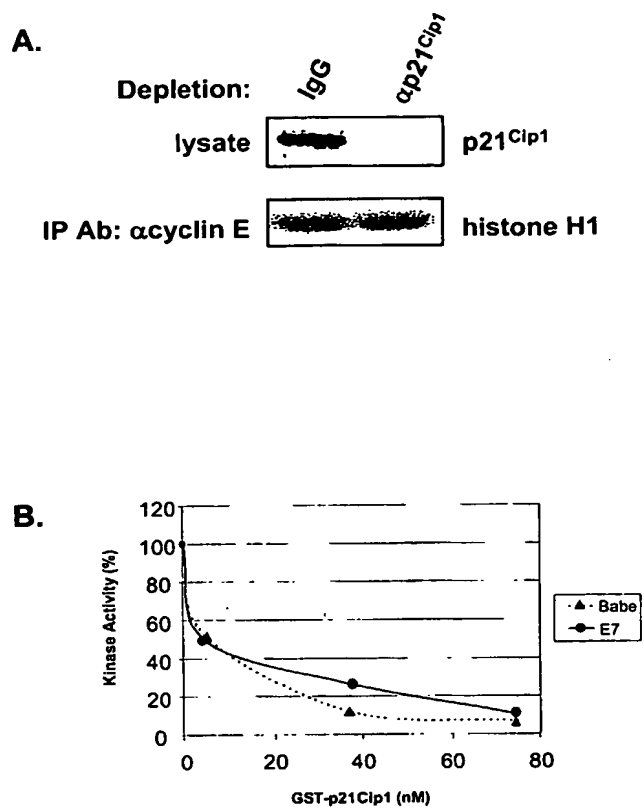 A.
Depletion: IgG αp21Cip1
lysate p21Cip1
IP Ab: αcyclin E histone H1
B.
Kinase Activity (%)
120
100
80
60
40
20
0
0 20 40 60 80
GST-p21Cip1 (nM)
Babe
E7